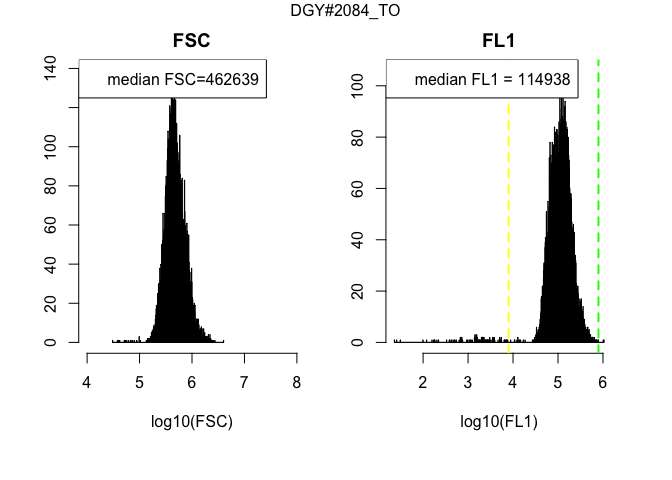 DGY#2084_TO
FSC
median FSC=462639
0 20 40 60 80 100 140
4 5 6 7 8
log10(FSC)
FL1
median FL1 = 114938
0 20 40 60 80 100
2 3 4 5 6
log10(FL1)